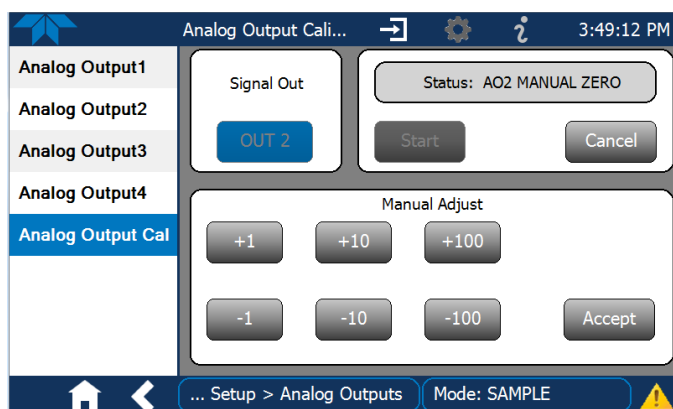 Analog Output Cali... 3:49:12 PM
Analog Output1
Analog Output2
Analog Output3
Analog Output4
Analog Output Cal
Signal Out
OUT 2
Status: AO2 MANUAL ZERO
Start Cancel
Manual Adjust
+1 +10 +100
-1 -10 -100 Accept
... Setup > Analog Outputs Mode: SAMPLE